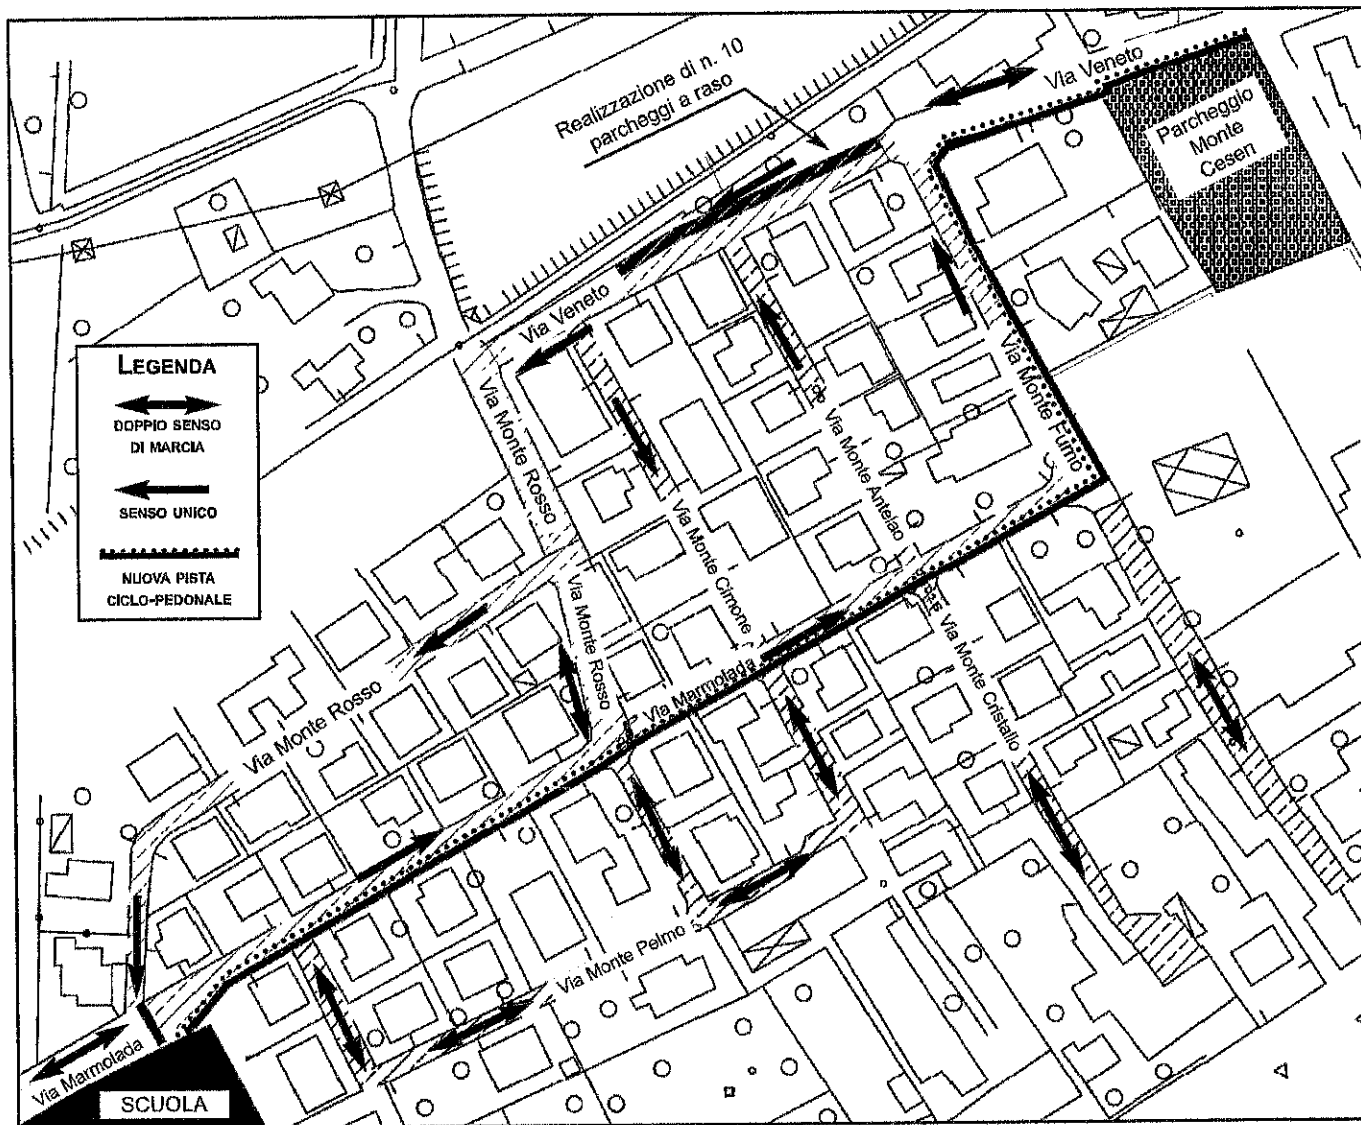 Realizzazione di n. 10
parcheggi a raso
Via Veneto
Parcheggio
Monte
Cesen
Via Veneto
LEGENDA
DOPPIO SENSO
DI MARCIA
SENSO UNICO
NUOVA PISTA
CICLO-PEDONALE
Via Monte Rosso
Via Monte Cimone
Via Monte Antelao
Via Monte Fumo
Via Monte Rosso
Via Monte Rosso
Via Marmolada
Via Monte Cristallo
Via Monte Pelmo
Via Marmolada
SCUOLA